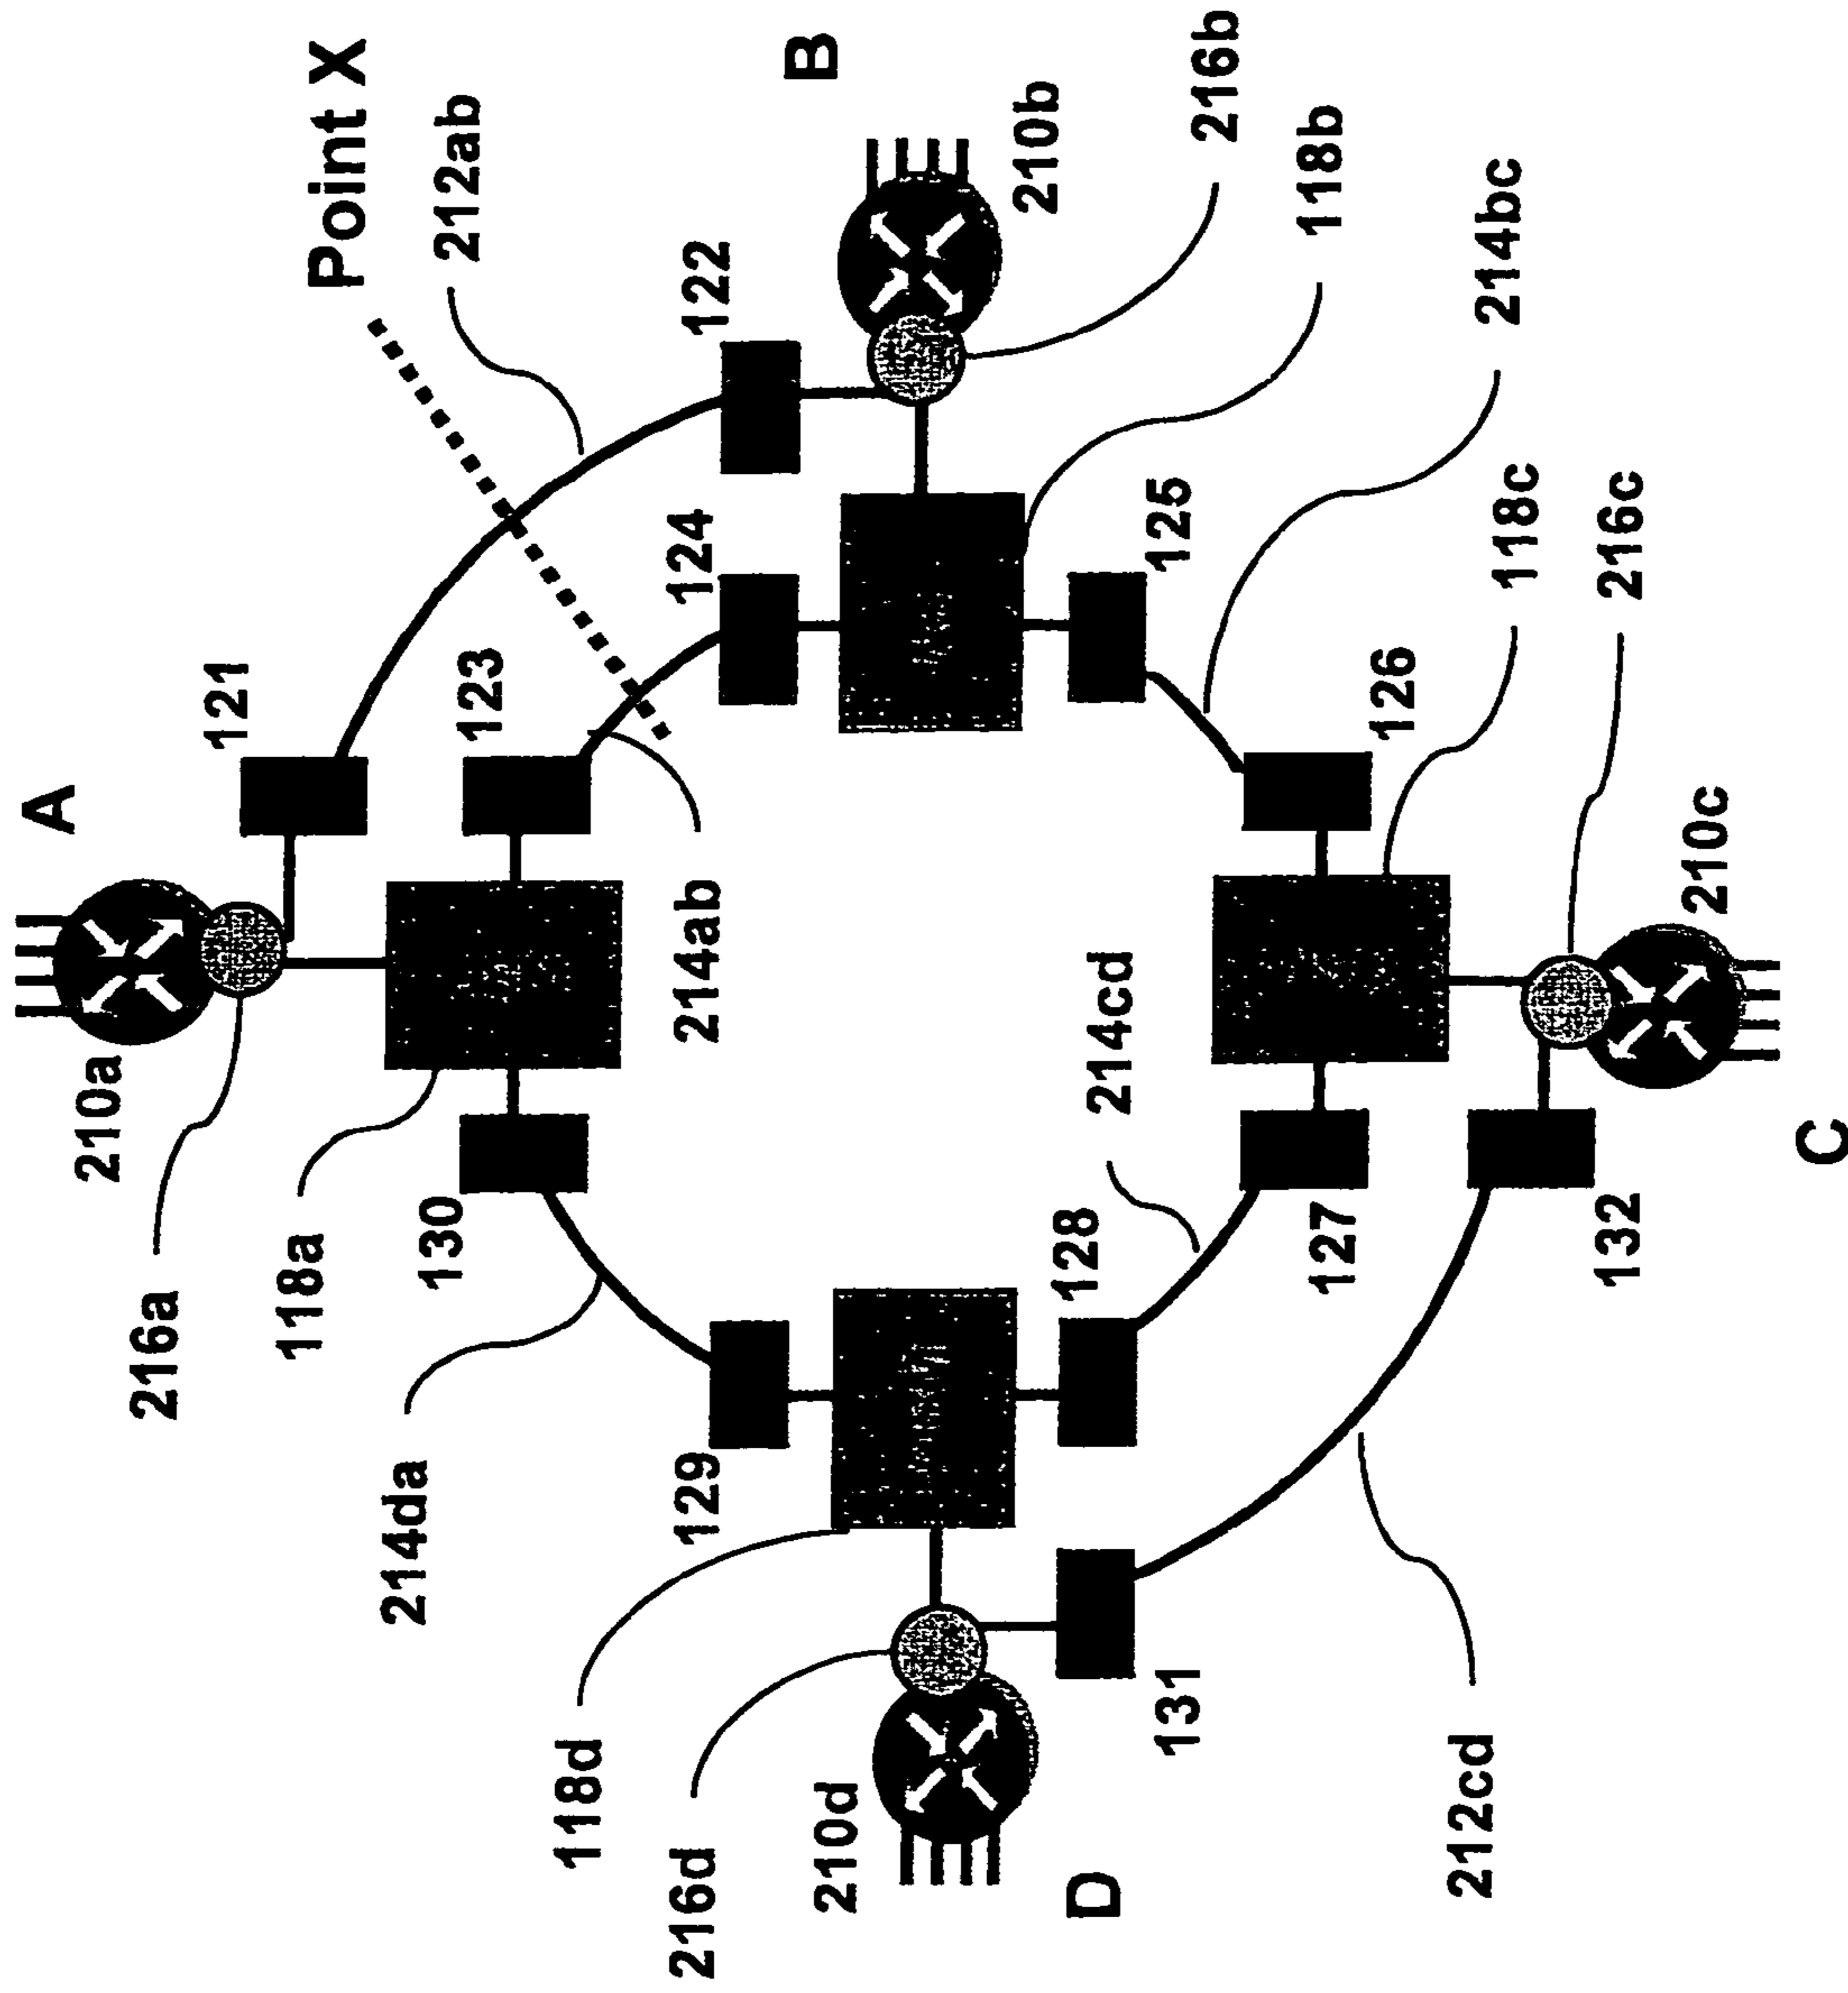 Point X
212ab
B
122
210b
216b
118b
214bc
124
125
121
123
126
118c
216c
A
210a
216a
118a
130
214ab
214cd
210c
C
128
127
132
129
214da
118d
216d
210d
D
131
212cd